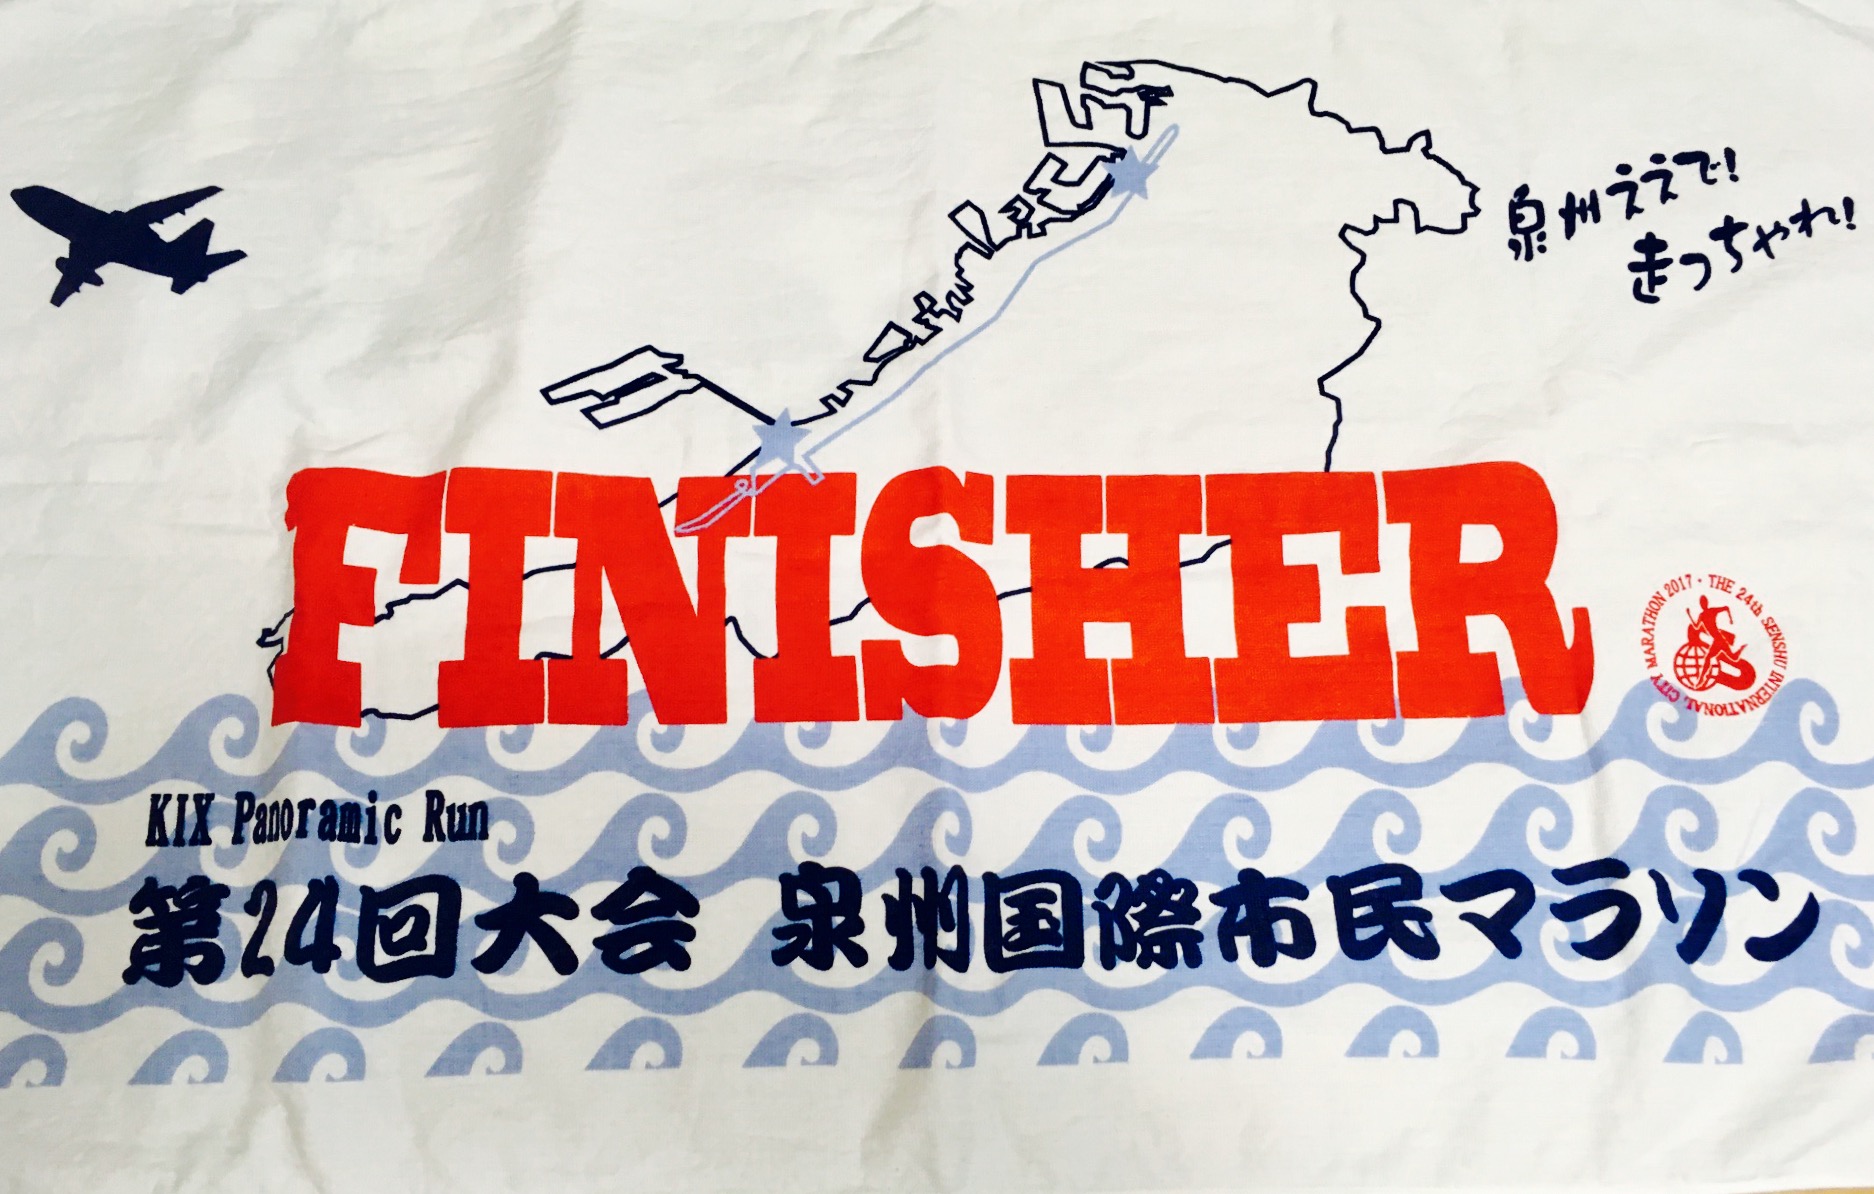 泉州ええで!
走っちゃれ!
FINISHER
THE 24th SENSHU INTERNATIONAL CITY MARATHON 2017・
KIX Panoramic Run
第24回大会 泉州国際市民マラソン